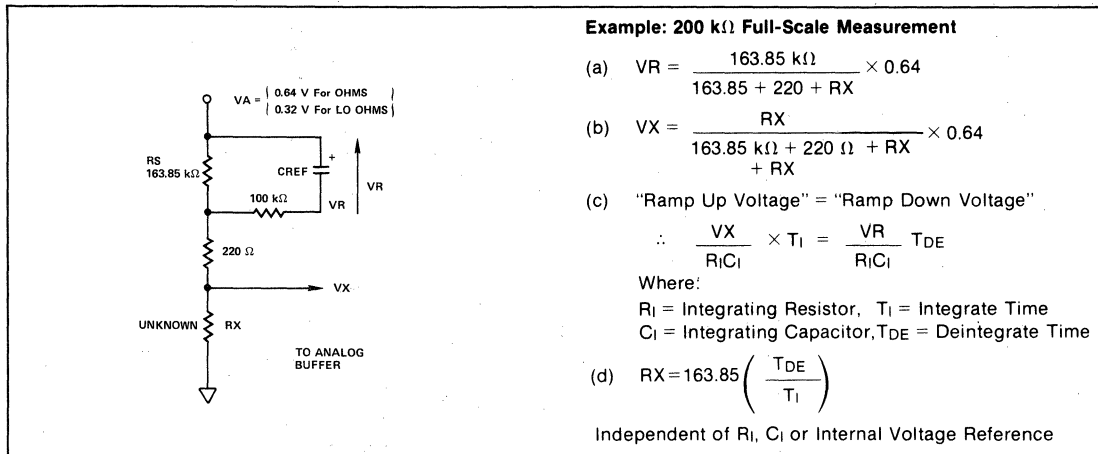 VA = { 0.64 V For OHMS
0.32 V For LO OHMS }
RS
163.85 kΩ
CREF
+
VR
100 kΩ
VR
220 Ω
VX
UNKNOWN
RX
TO ANALOG
BUFFER
Example: 200 kΩ Full-Scale Measurement
(a) VR = 163.85 kΩ / 163.85 + 220 + RX × 0.64
(b) VX = RX / 163.85 kΩ + 220 Ω + RX + RX × 0.64
(c) "Ramp Up Voltage" = "Ramp Down Voltage"
∴ VX / RICI × TI = VR / RICI TDE
Where:
RI = Integrating Resistor, TI = Integrate Time
CI = Integrating Capacitor, TDE = Deintegrate Time
(d) RX = 163.85 ( TDE / TI )
Independent of RI, CI or Internal Voltage Reference